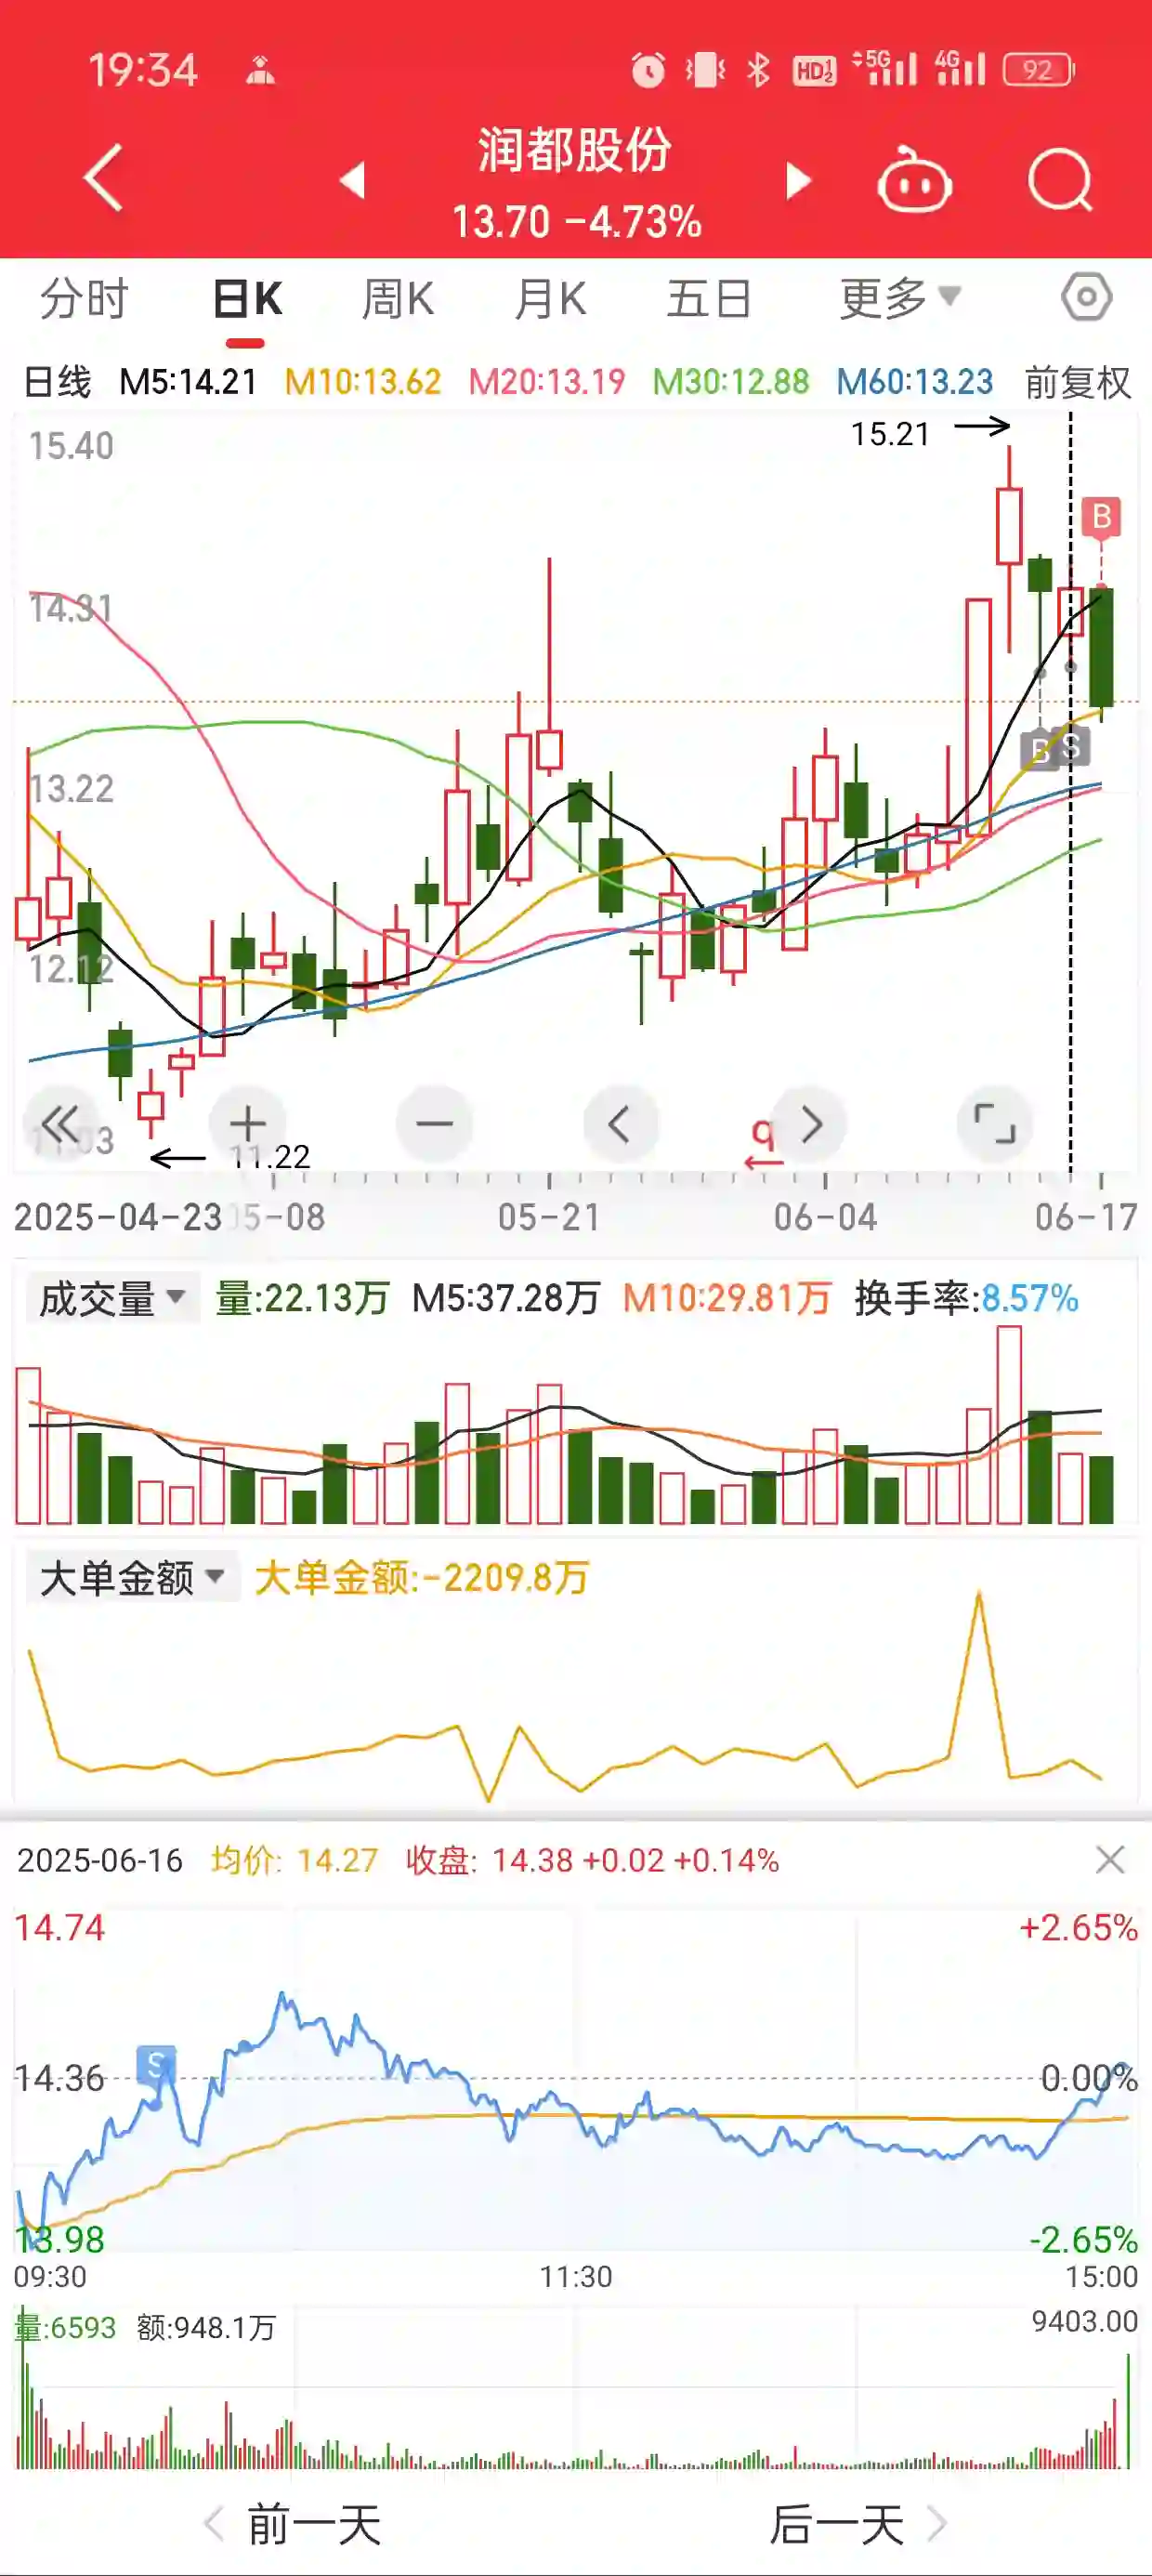 19:34 HD1 2 5G 4G 92
润都股份
13.70 -4.73%
分时 日K 周K 月K 五日 更多
日线 M5:14.21 M10:13.62 M20:13.19 M30:12.88 M60:13.23 前复权
15.40
15.21
B
14.31
B S
13.22
12.12
q
11.22
2025-04-23 05-08 05-21 06-04 06-17
成交量 量:22.13万 M5:37.28万 M10:29.81万 换手率:8.57%
大单金额 大单金额:-2209.8万
2025-06-16 均价: 14.27 收盘: 14.38 +0.02 +0.14%
14.74 +2.65%
S
14.36 0.00%
13.98 -2.65%
09:30 11:30 15:00
量:6593 额:948.1万 9403.00
前一天 后一天